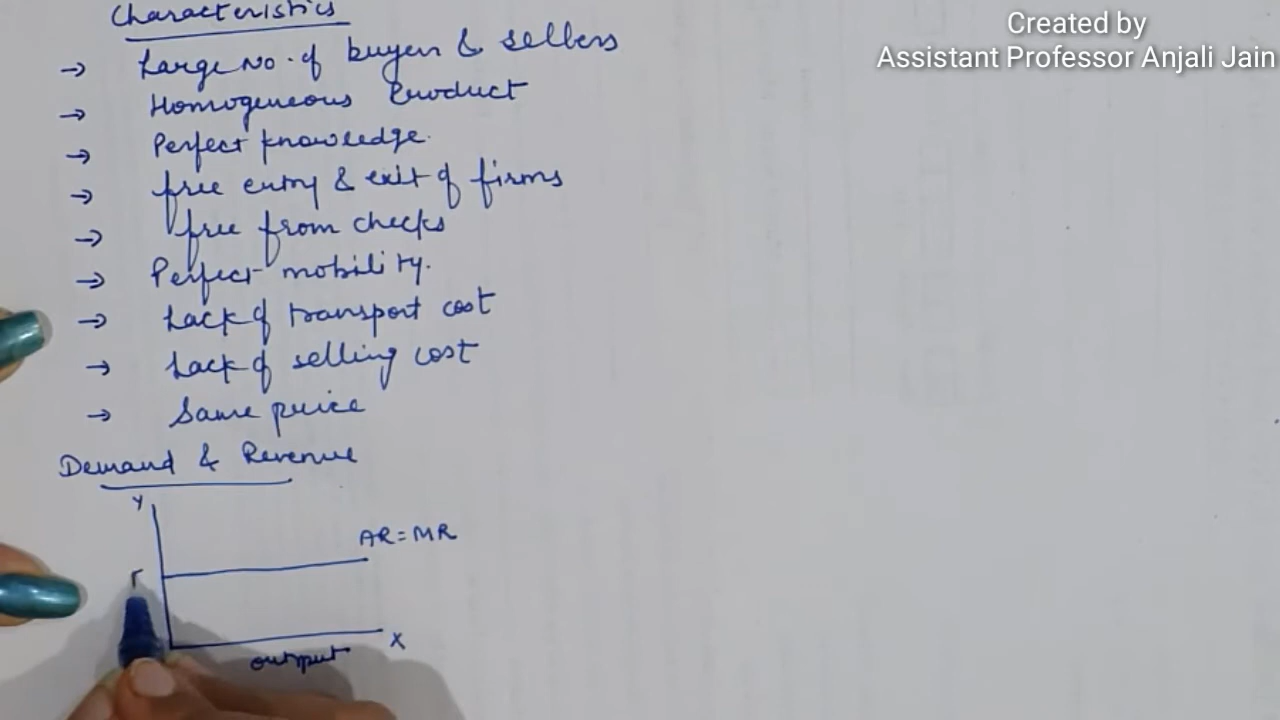 Characteristics
Created by
Assistant Professor Anjali Jain
→ Large No. of buyers & sellers
→ Homogeneous Product
→ Perfect knowledge.
→ free entry & exit of firms
→ free from checks
→ Perfect mobility.
→ Lack of transport cost
→ Lack of selling cost
→ Same price
Demand & Revenue
Y
AR = MR
X
output